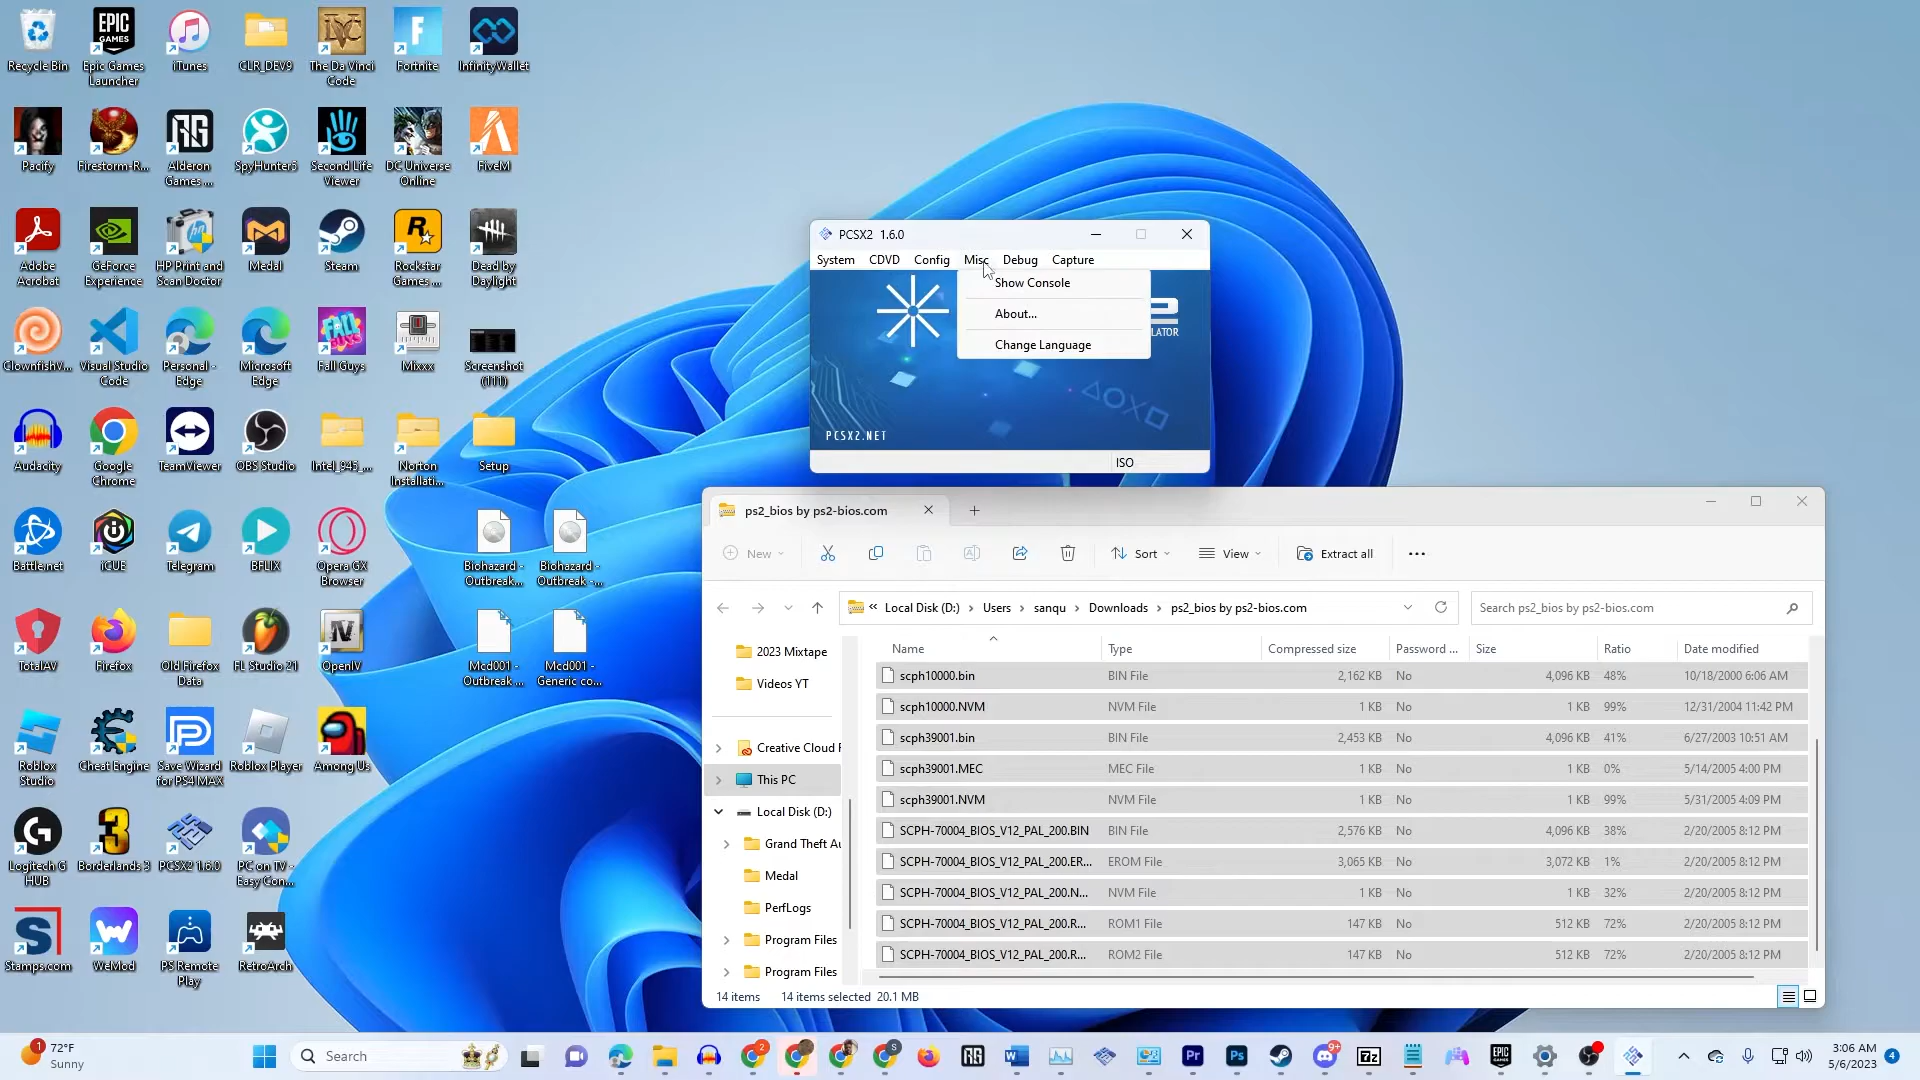 Recycle Bin
Epic Games
Launcher
iTunes
CLR_DEV9
The Da Vinci
Code
Fortnite
InfinityWallet
Pacify
Firestorm-R...
Alderon
Games ...
SpyHunter5
Second Life
Viewer
DC Universe
Online
FiveM
Adobe
Acrobat
GeForce
Experience
HP Print and
Scan Doctor
Medal
Steam
Rockstar
Games ...
Dead by
Daylight
ClownfishV...
Visual Studio
Code
Personal -
Edge
Microsoft
Edge
Fall Guys
Mixxx
Screenshot
(111)
Audacity
Google
Chrome
TeamViewer
OBS Studio
Intel_945_...
Norton
Installati...
Setup
Battle.net
iCUE
Telegram
BFLIX
Opera GX
Browser
Biohazard -
Outbreak...
Biohazard -
Outbreak -...
TotalAV
Firefox
Old Firefox
Data
FL Studio 21
OpenIV
Mcd001 -
Outbreak ...
Mcd001 -
Generic co...
Roblox
Studio
Cheat Engine
Save Wizard
for PS4 MAX
Roblox Player
Among Us
Logitech G
HUB
Borderlands 3
PCSX2 1.6.0
PC on TV -
Easy Con...
Stamps.com
WeMod
PS Remote
Play
RetroArch
PCSX2 1.6.0
System CDVD Config Misc Debug Capture
Show Console
About...
Change Language
LATOR
PCSX2.NET
ISO
ps2_bios by ps2-bios.com
New
Sort
View
Extract all
« Local Disk (D:) › Users › sanqu › Downloads › ps2_bios by ps2-bios.com
Search ps2_bios by ps2-bios.com
2023 Mixtape
Videos YT
Creative Cloud F
This PC
Local Disk (D:)
Grand Theft Au
Medal
PerfLogs
Program Files
Program Files
Name Type Compressed size Password ... Size Ratio Date modified
scph10000.bin BIN File 2,162 KB No 4,096 KB 48% 10/18/2000 6:06 AM
scph10000.NVM NVM File 1 KB No 1 KB 99% 12/31/2004 11:42 PM
scph39001.bin BIN File 2,453 KB No 4,096 KB 41% 6/27/2003 10:51 AM
scph39001.MEC MEC File 1 KB No 1 KB 0% 5/14/2005 4:00 PM
scph39001.NVM NVM File 1 KB No 1 KB 99% 5/31/2005 4:09 PM
SCPH-70004_BIOS_V12_PAL_200.BIN BIN File 2,576 KB No 4,096 KB 38% 2/20/2005 8:12 PM
SCPH-70004_BIOS_V12_PAL_200.ER... EROM File 3,065 KB No 3,072 KB 1% 2/20/2005 8:12 PM
SCPH-70004_BIOS_V12_PAL_200.N... NVM File 1 KB No 1 KB 32% 2/20/2005 8:12 PM
SCPH-70004_BIOS_V12_PAL_200.R... ROM1 File 147 KB No 512 KB 72% 2/20/2005 8:12 PM
SCPH-70004_BIOS_V12_PAL_200.R... ROM2 File 147 KB No 512 KB 72% 2/20/2005 8:12 PM
14 items 14 items selected 20.1 MB
72°F
Sunny
Search
3:06 AM
5/6/2023